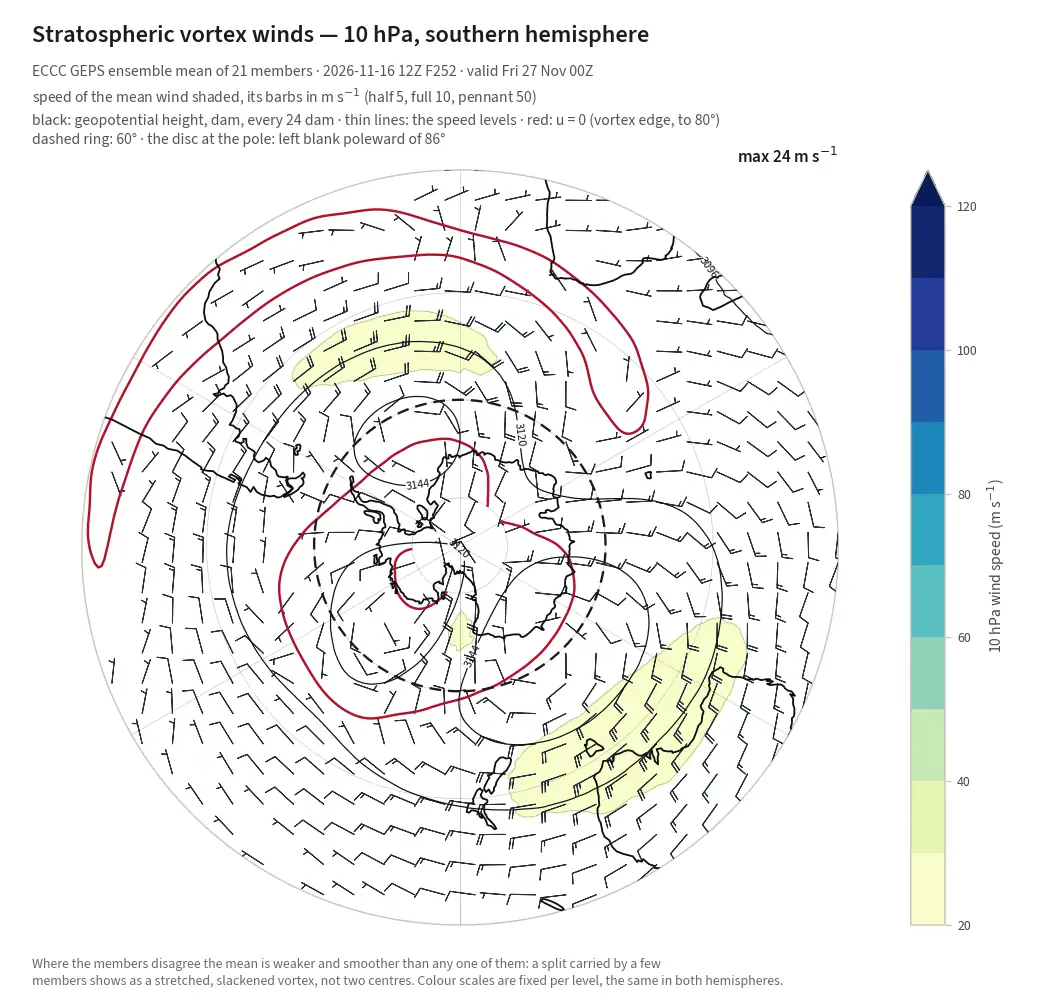 Stratospheric vortex winds — 10 hPa, southern hemisphere
ECCC GEPS ensemble mean of 21 members · 2026-11-16 12Z F252 · valid Fri 27 Nov 00Z
speed of the mean wind shaded, its barbs in m s⁻¹ (half 5, full 10, pennant 50)
black: geopotential height, dam, every 24 dam · thin lines: the speed levels · red: u = 0 (vortex edge, to 80°)
dashed ring: 60° · the disc at the pole: left blank poleward of 86°
max 24 m s⁻¹
3096
3120
3144
3120
3144
120
100
80
60
40
20
10 hPa wind speed (m s⁻¹)
Where the members disagree the mean is weaker and smoother than any one of them: a split carried by a few
members shows as a stretched, slackened vortex, not two centres. Colour scales are fixed per level, the same in both hemispheres.